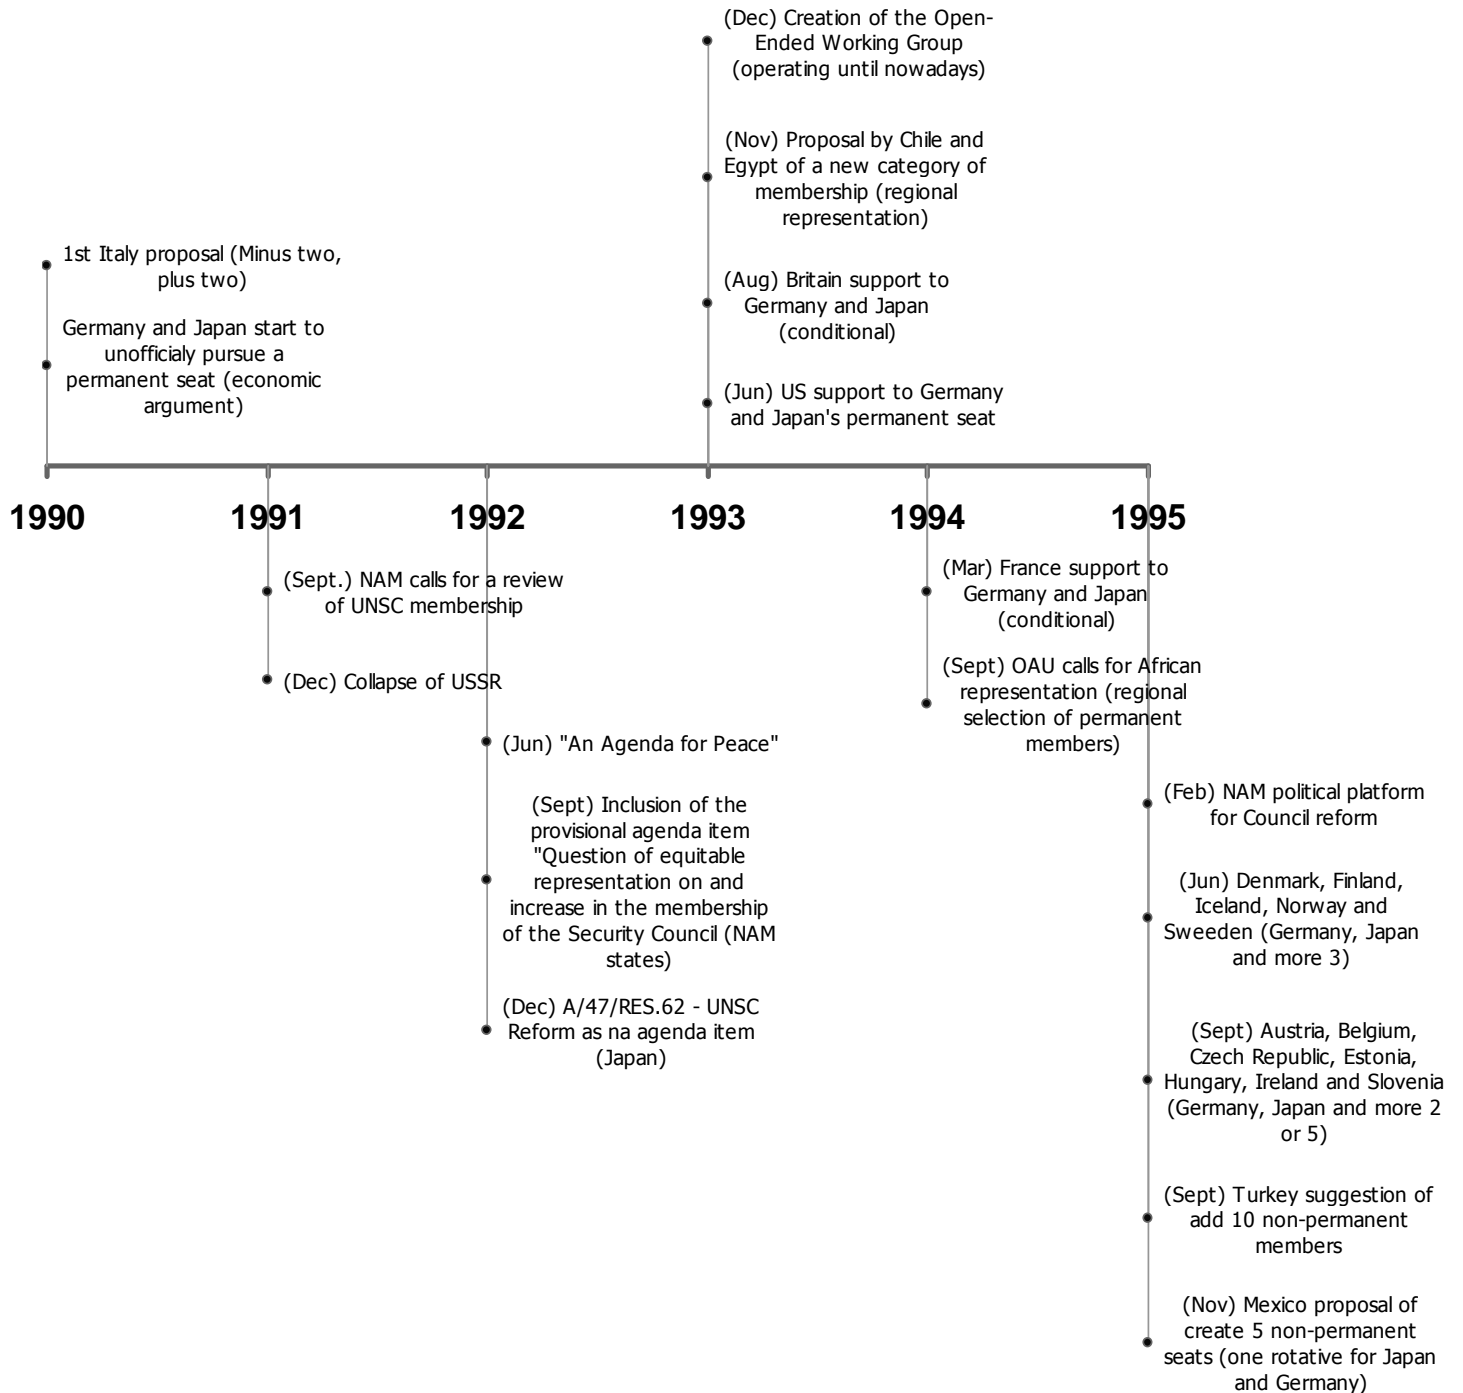 (Dec) Creation of the Open-
Ended Working Group
(operating until nowadays)
(Nov) Proposal by Chile and
Egypt of a new category of
membership (regional
representation)
1st Italy proposal (Minus two,
plus two)
(Aug) Britain support to
Germany and Japan
(conditional)
Germany and Japan start to
unofficialy pursue a
permanent seat (economic
argument)
(Jun) US support to Germany
and Japan's permanent seat
1990
1991
1992
1993
1994
1995
(Sept.) NAM calls for a review
of UNSC membership
(Dec) Collapse of USSR
(Jun) "An Agenda for Peace"
(Sept) Inclusion of the
provisional agenda item
"Question of equitable
representation on and
increase in the membership
of the Security Council (NAM
states)
(Dec) A/47/RES.62 - UNSC
Reform as na agenda item
(Japan)
(Mar) France support to
Germany and Japan
(conditional)
(Sept) OAU calls for African
representation (regional
selection of permanent
members)
(Feb) NAM political platform
for Council reform
(Jun) Denmark, Finland,
Iceland, Norway and
Sweeden (Germany, Japan
and more 3)
(Sept) Austria, Belgium,
Czech Republic, Estonia,
Hungary, Ireland and Slovenia
(Germany, Japan and more 2
or 5)
(Sept) Turkey suggestion of
add 10 non-permanent
members
(Nov) Mexico proposal of
create 5 non-permanent
seats (one rotative for Japan
and Germany)